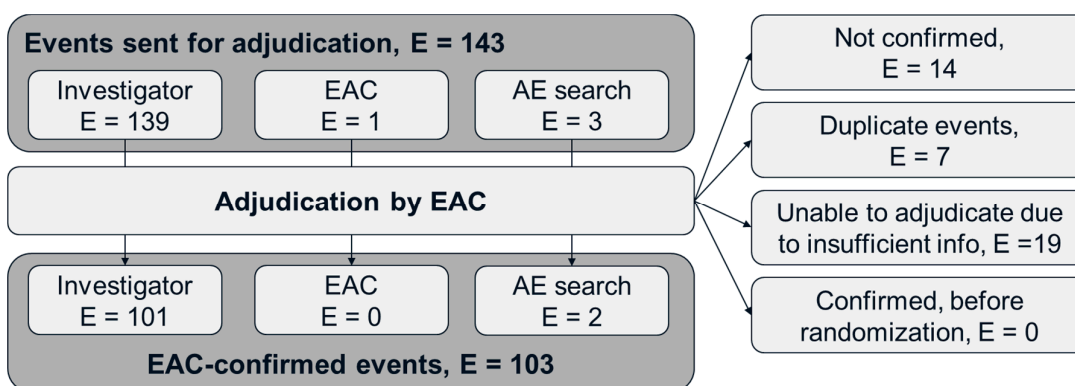 Events sent for adjudication, E = 143
Investigator
E = 139
EAC
E = 1
AE search
E = 3
Adjudication by EAC
Investigator
E = 101
EAC
E = 0
AE search
E = 2
EAC-confirmed events, E = 103
Not confirmed,
E = 14
Duplicate events,
E = 7
Unable to adjudicate due
to insufficient info, E =19
Confirmed, before
randomization, E = 0